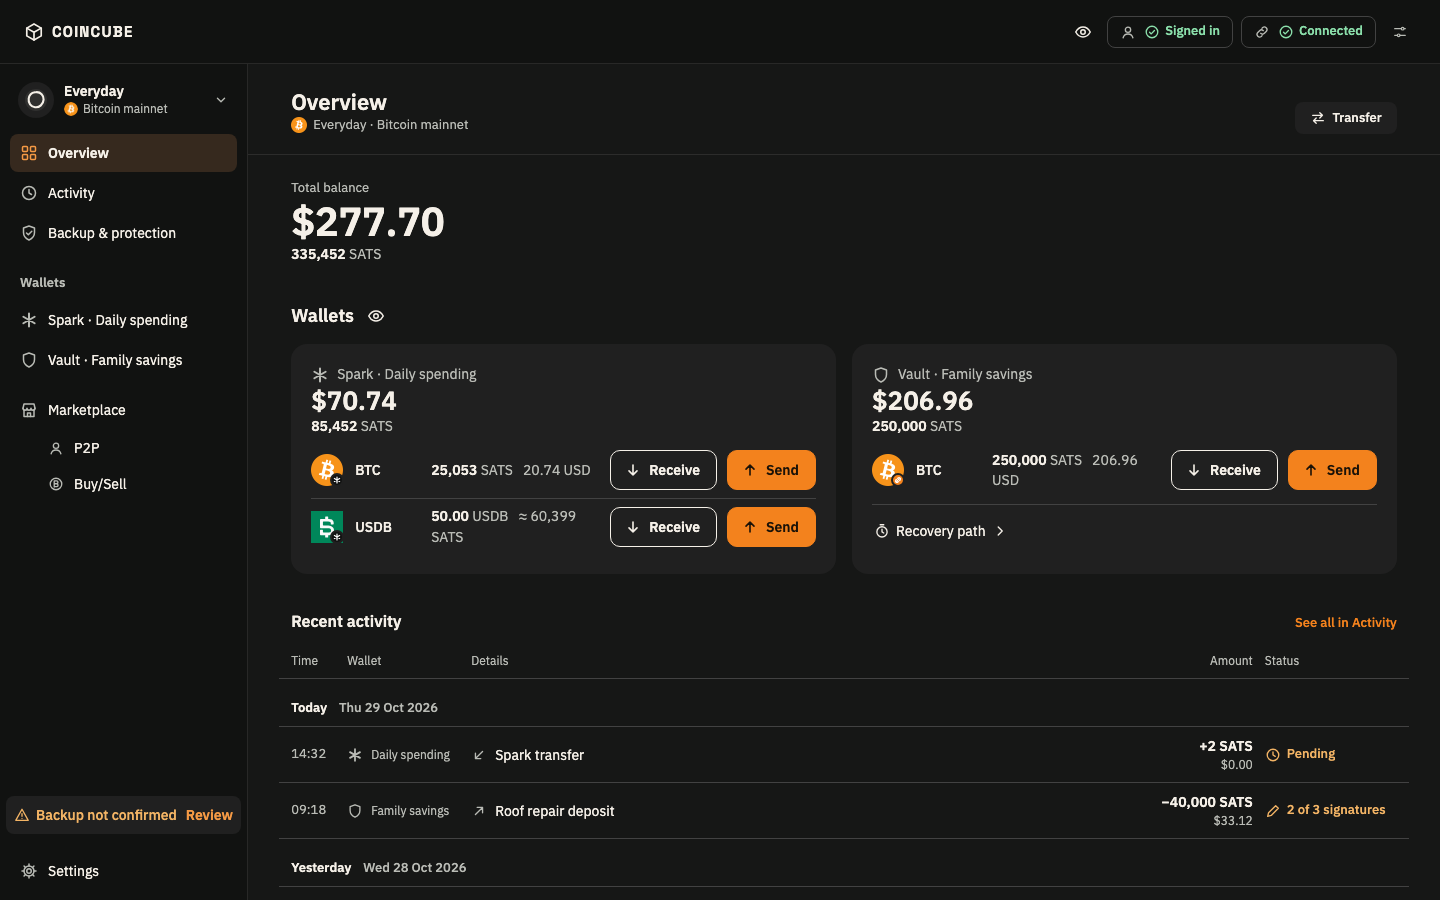 COINCUBE
Signed in
Connected
Everyday
Bitcoin mainnet
Overview
Activity
Backup & protection
Wallets
Spark · Daily spending
Vault · Family savings
Marketplace
P2P
Buy/Sell
Backup not confirmed Review
Settings
Overview
Everyday · Bitcoin mainnet
Transfer
Total balance
$277.70
335,452 SATS
Wallets
Spark · Daily spending
$70.74
85,452 SATS
BTC 25,053 SATS 20.74 USD Receive Send
USDB 50.00 USDB ≈ 60,399
SATS
Receive Send
Vault · Family savings
$206.96
250,000 SATS
BTC 250,000 SATS 206.96
USD
Receive Send
Recovery path
Recent activity See all in Activity
Time Wallet Details Amount Status
Today Thu 29 Oct 2026
14:32 Daily spending Spark transfer +2 SATS Pending
$0.00
09:18 Family savings Roof repair deposit −40,000 SATS 2 of 3 signatures
$33.12
Yesterday Wed 28 Oct 2026